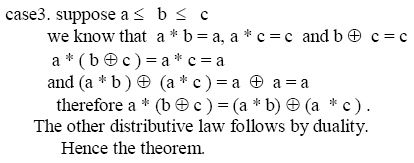 case3. suppose a ≤ b ≤ c
we know that a * b = a, a * c = c and b ⊕ c = c
a * ( b ⊕ c ) = a * c = a
and (a * b ) ⊕ (a * c ) = a ⊕ a = a
therefore a * (b ⊕ c ) = (a * b) ⊕ (a * c ) .
The other distributive law follows by duality.
Hence the theorem.